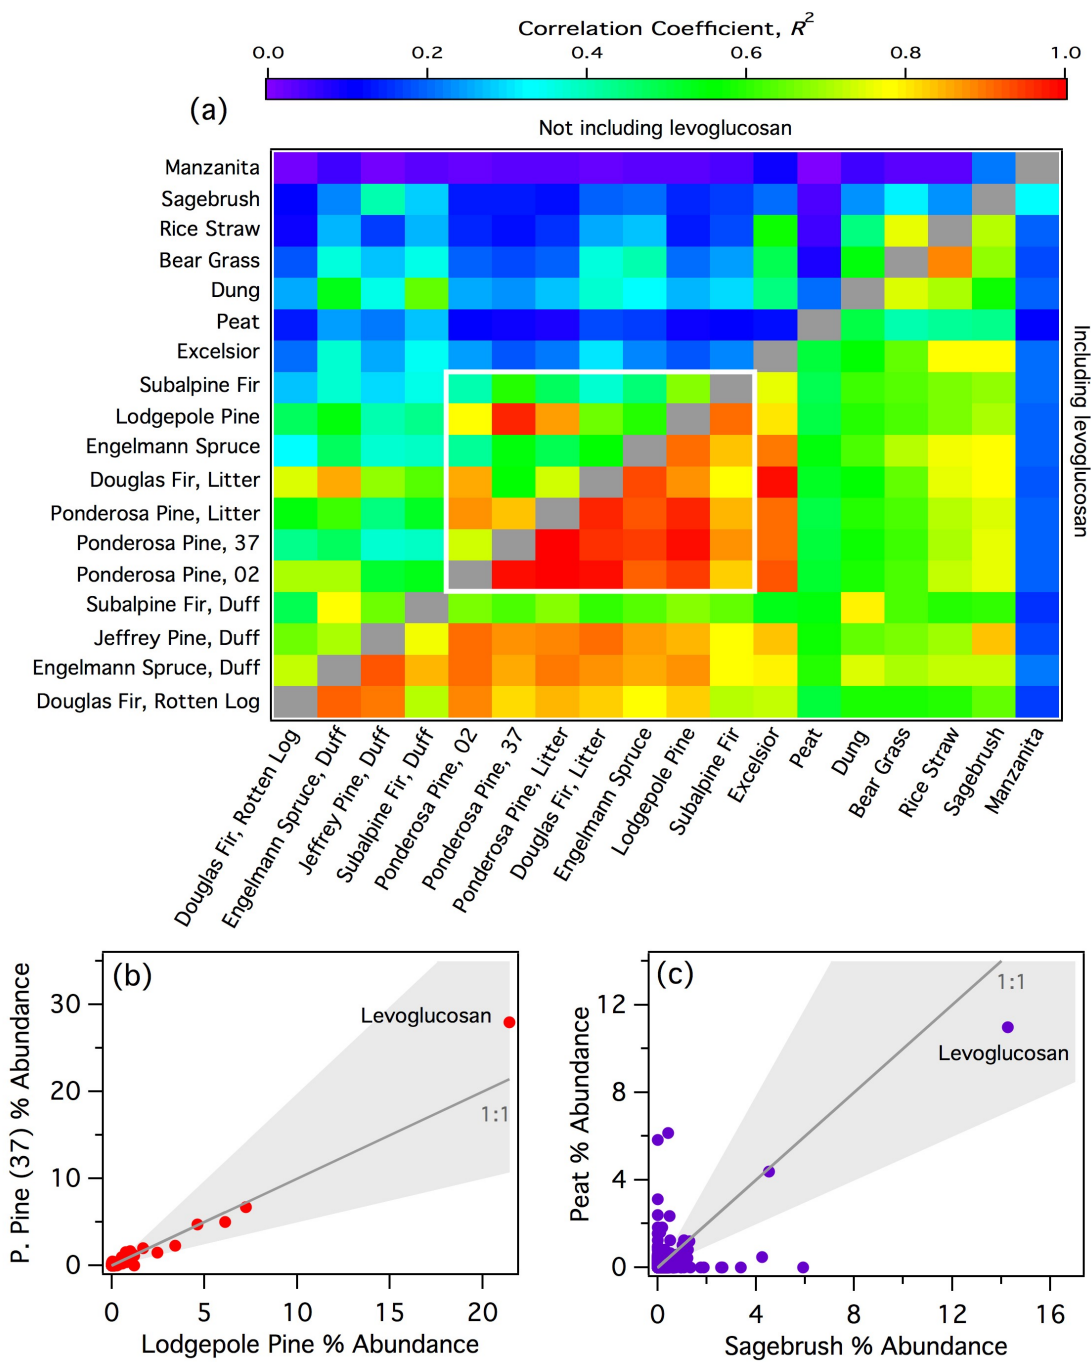 Correlation Coefficient, R²
0.0 0.2 0.4 0.6 0.8 1.0
(a)
Not including levoglucosan
Manzanita
Sagebrush
Rice Straw
Bear Grass
Dung
Peat
Excelsior
Subalpine Fir
Lodgepole Pine
Engelmann Spruce
Douglas Fir, Litter
Ponderosa Pine, Litter
Ponderosa Pine, 37
Ponderosa Pine, 02
Subalpine Fir, Duff
Jeffrey Pine, Duff
Engelmann Spruce, Duff
Douglas Fir, Rotten Log
Including levoglucosan
Douglas Fir, Rotten Log
Engelmann Spruce, Duff
Jeffrey Pine, Duff
Subalpine Fir, Duff
Ponderosa Pine, 02
Ponderosa Pine, 37
Ponderosa Pine, Litter
Douglas Fir, Litter
Engelmann Spruce
Lodgepole Pine
Subalpine Fir
Excelsior
Peat
Dung
Bear Grass
Rice Straw
Sagebrush
Manzanita
(b)
P. Pine (37) % Abundance
30
20
10
0
Levoglucosan
1:1
0 5 10 15 20
Lodgepole Pine % Abundance
(c)
Peat % Abundance
12
8
4
0
1:1
Levoglucosan
0 4 8 12 16
Sagebrush % Abundance